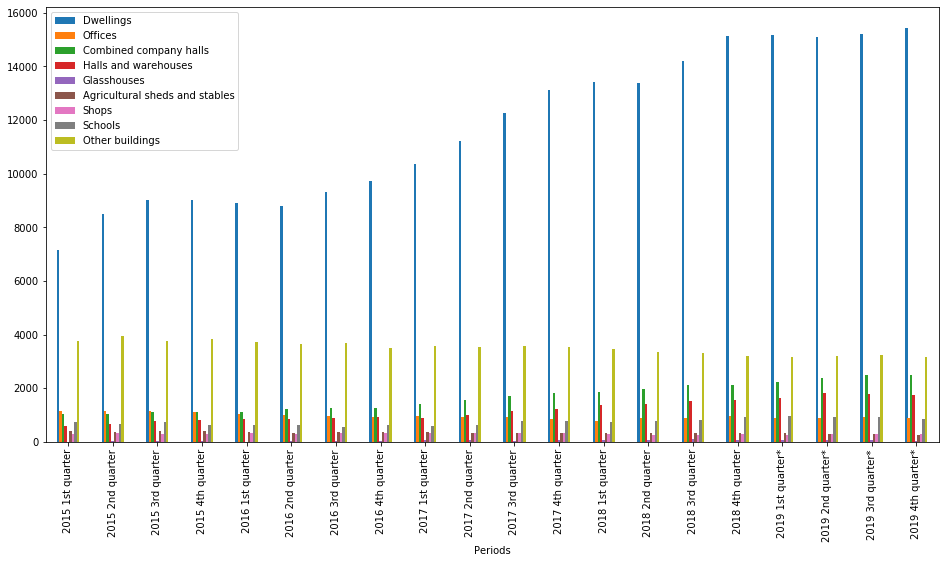 Dwellings
Offices
Combined company halls
Halls and warehouses
Glasshouses
Agricultural sheds and stables
Shops
Schools
Other buildings
16000
14000
12000
10000
8000
6000
4000
2000
0
2015 1st quarter
2015 2nd quarter
2015 3rd quarter
2015 4th quarter
2016 1st quarter
2016 2nd quarter
2016 3rd quarter
2016 4th quarter
2017 1st quarter
2017 2nd quarter
2017 3rd quarter
2017 4th quarter
2018 1st quarter
2018 2nd quarter
2018 3rd quarter
2018 4th quarter
2019 1st quarter*
2019 2nd quarter*
2019 3rd quarter*
2019 4th quarter*
Periods